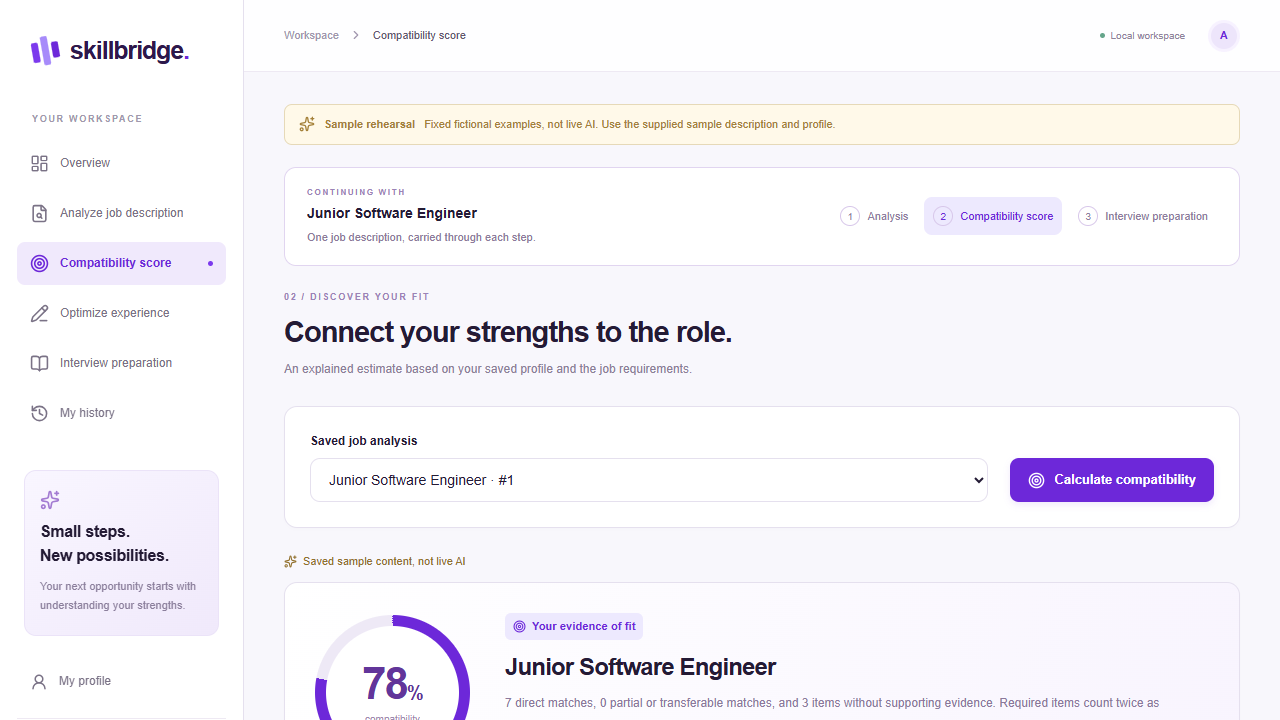 skillbridge.
Workspace > Compatibility score
Local workspace
A
YOUR WORKSPACE
Overview
Analyze job description
Compatibility score
Optimize experience
Interview preparation
My history
Small steps.
New possibilities.
Your next opportunity starts with
understanding your strengths.
My profile
Sample rehearsal Fixed fictional examples, not live AI. Use the supplied sample description and profile.
CONTINUING WITH
Junior Software Engineer
One job description, carried through each step.
1 Analysis
2 Compatibility score
3 Interview preparation
02 / DISCOVER YOUR FIT
Connect your strengths to the role.
An explained estimate based on your saved profile and the job requirements.
Saved job analysis
Junior Software Engineer · #1
Calculate compatibility
Saved sample content, not live AI
78%
compatibility
Your evidence of fit
Junior Software Engineer
7 direct matches, 0 partial or transferable matches, and 3 items without supporting evidence. Required items count twice as